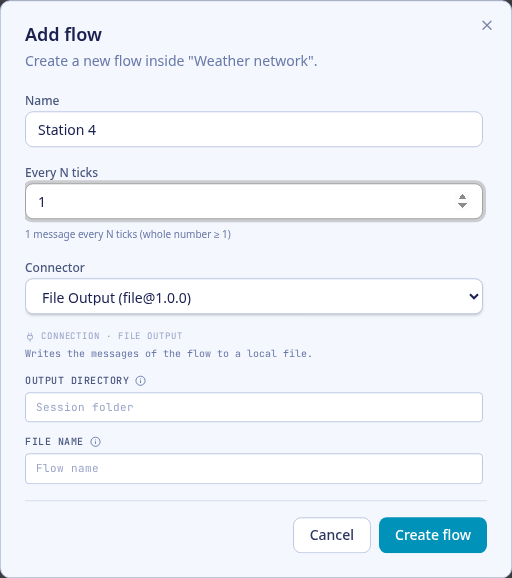 Add flow
Create a new flow inside "Weather network".
Name
Station 4
Every N ticks
1
1 message every N ticks (whole number ≥ 1)
Connector
File Output (file@1.0.0)
CONNECTION · FILE OUTPUT
Writes the messages of the flow to a local file.
OUTPUT DIRECTORY
Session folder
FILE NAME
Flow name
Cancel
Create flow